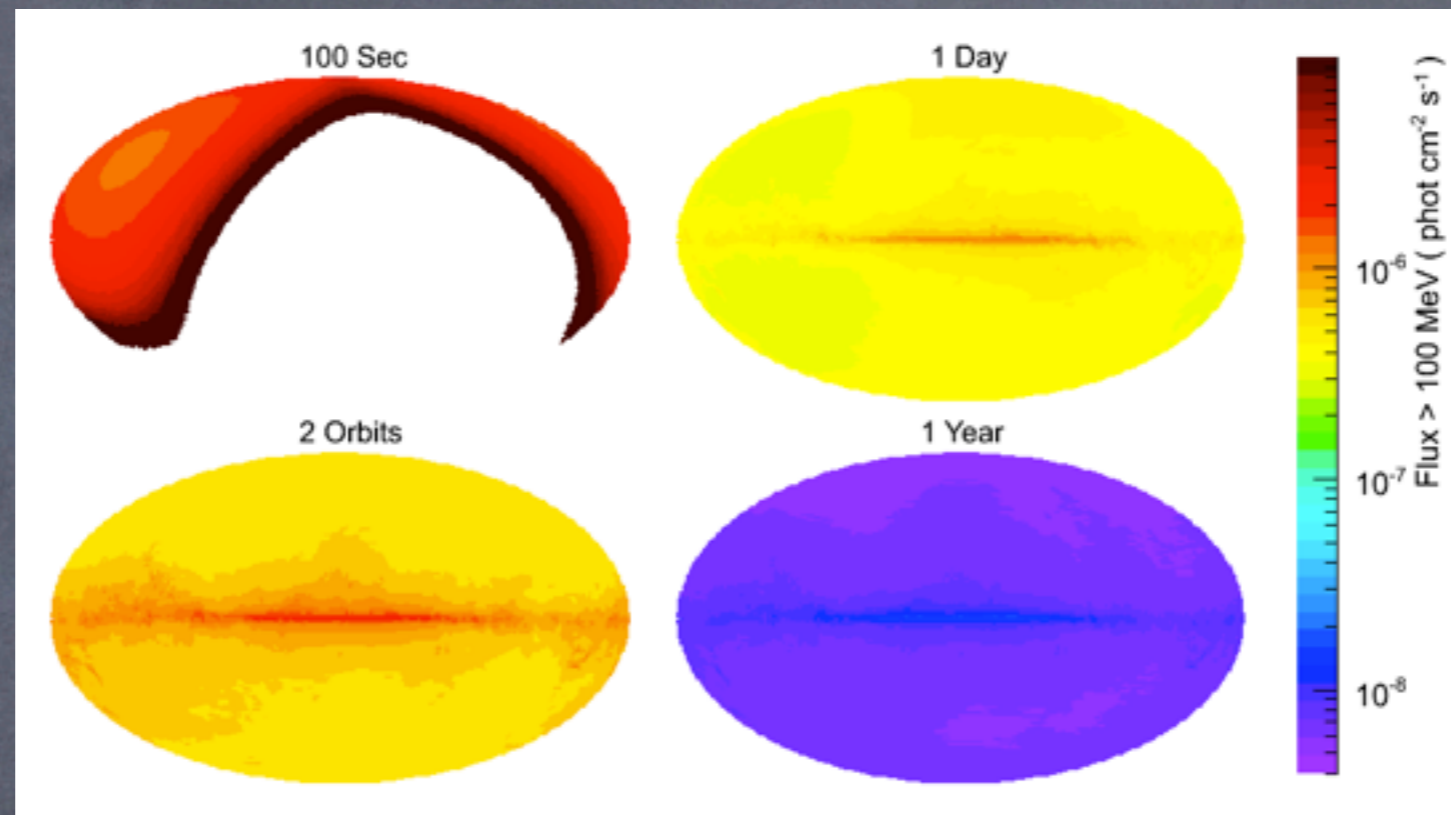 100 Sec
1 Day
2 Orbits
1 Year
10⁻⁶
10⁻⁷
10⁻⁸
Flux > 100 MeV ( phot cm⁻² s⁻¹ )